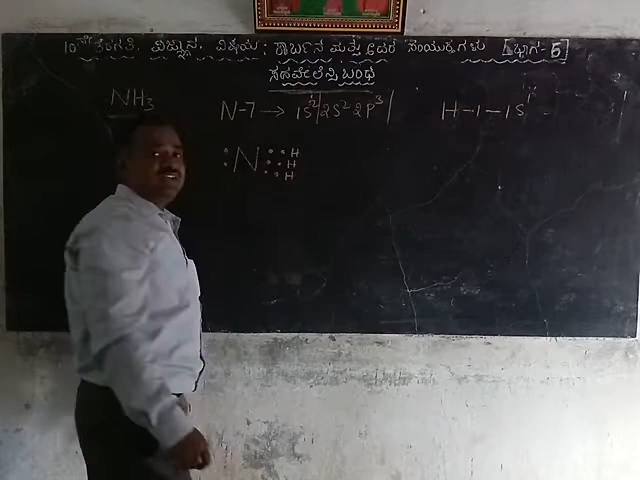 10ನೇ ತರಗತಿ. ವಿಜ್ಞಾನ. ವಿಷಯ : ಕಾರ್ಬನ್ ಮತ್ತು ಅದರ ಸಂಯುಕ್ತಗಳು [ಭಾಗ-5]
ಸಹವೇಲೆನ್ಸಿ ಬಂಧ
NH3 N-7 → 1S²|2S² 2P³| H-1-1S¹-
:N: H
H
H